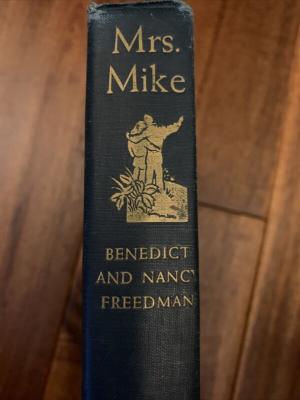 Mrs.
Mike
BENEDICT
AND NANCY
FREEDMAN